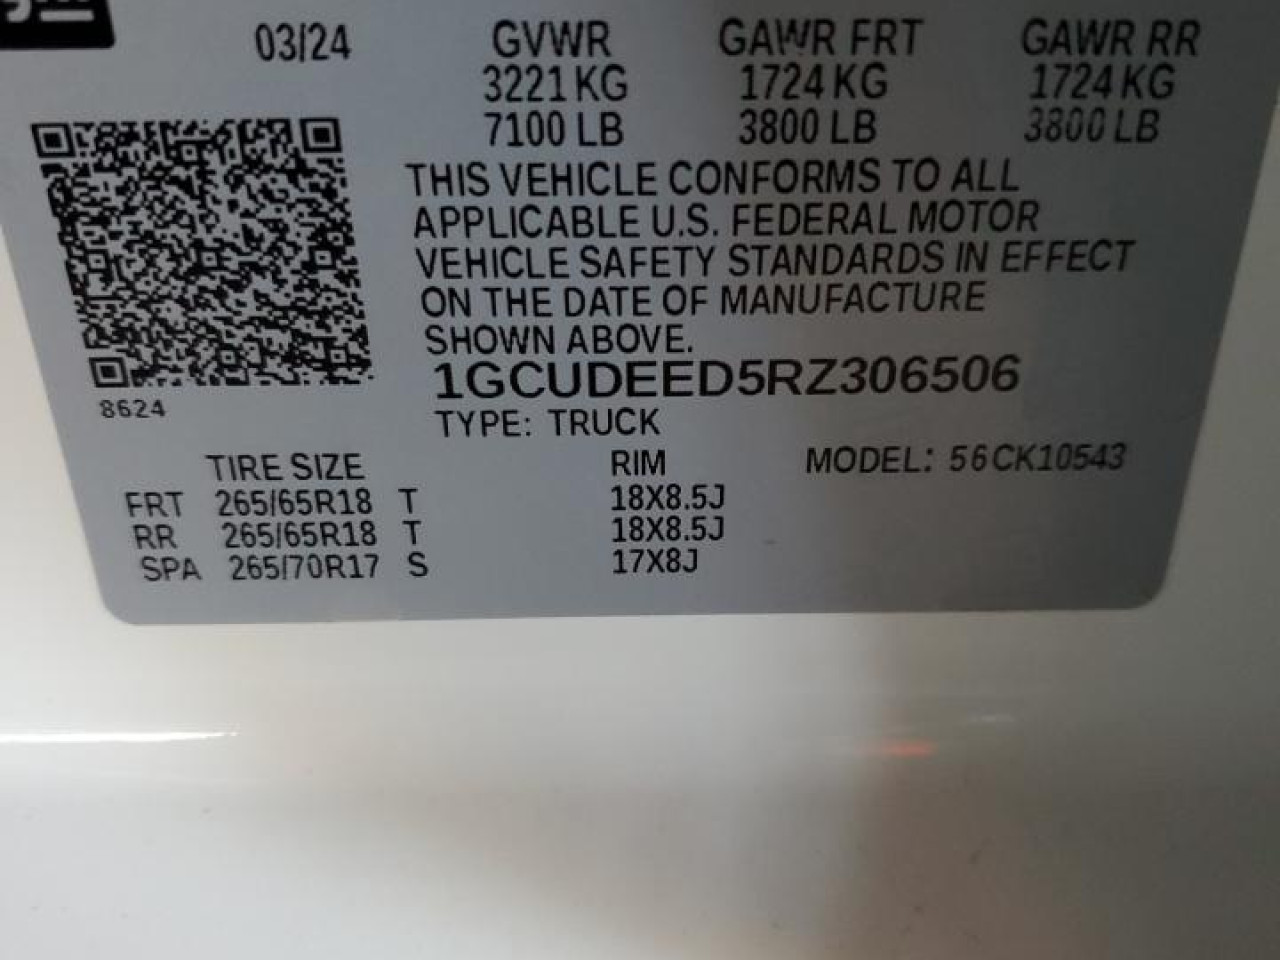 gm
03/24 GVWR GAWR FRT GAWR RR
3221 KG 1724 KG 1724 KG
7100 LB 3800 LB 3800 LB
THIS VEHICLE CONFORMS TO ALL
APPLICABLE U.S. FEDERAL MOTOR
VEHICLE SAFETY STANDARDS IN EFFECT
ON THE DATE OF MANUFACTURE
SHOWN ABOVE.
1GCUDEED5RZ306506
8624
TYPE: TRUCK
TIRE SIZE RIM MODEL: 56CK10543
FRT 265/65R18 T 18X8.5J
RR 265/65R18 T 18X8.5J
SPA 265/70R17 S 17X8J